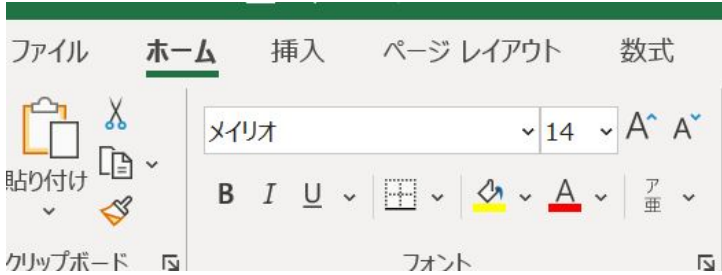 ファイル ホーム 挿入 ページ レイアウト 数式
メイリオ 14 A A
貼り付け
B I U A ア亜
クリップボード フォント